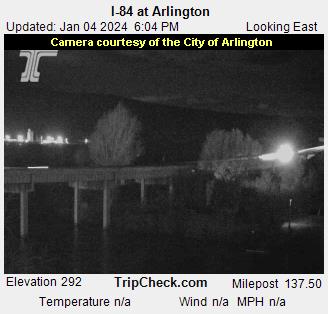 I-84 at Arlington
Updated: Jan 04 2024 6:04 PM Looking East
Camera courtesy of the City of Arlington
Elevation 292 TripCheck.com Milepost 137.50
Temperature n/a Wind n/a MPH n/a